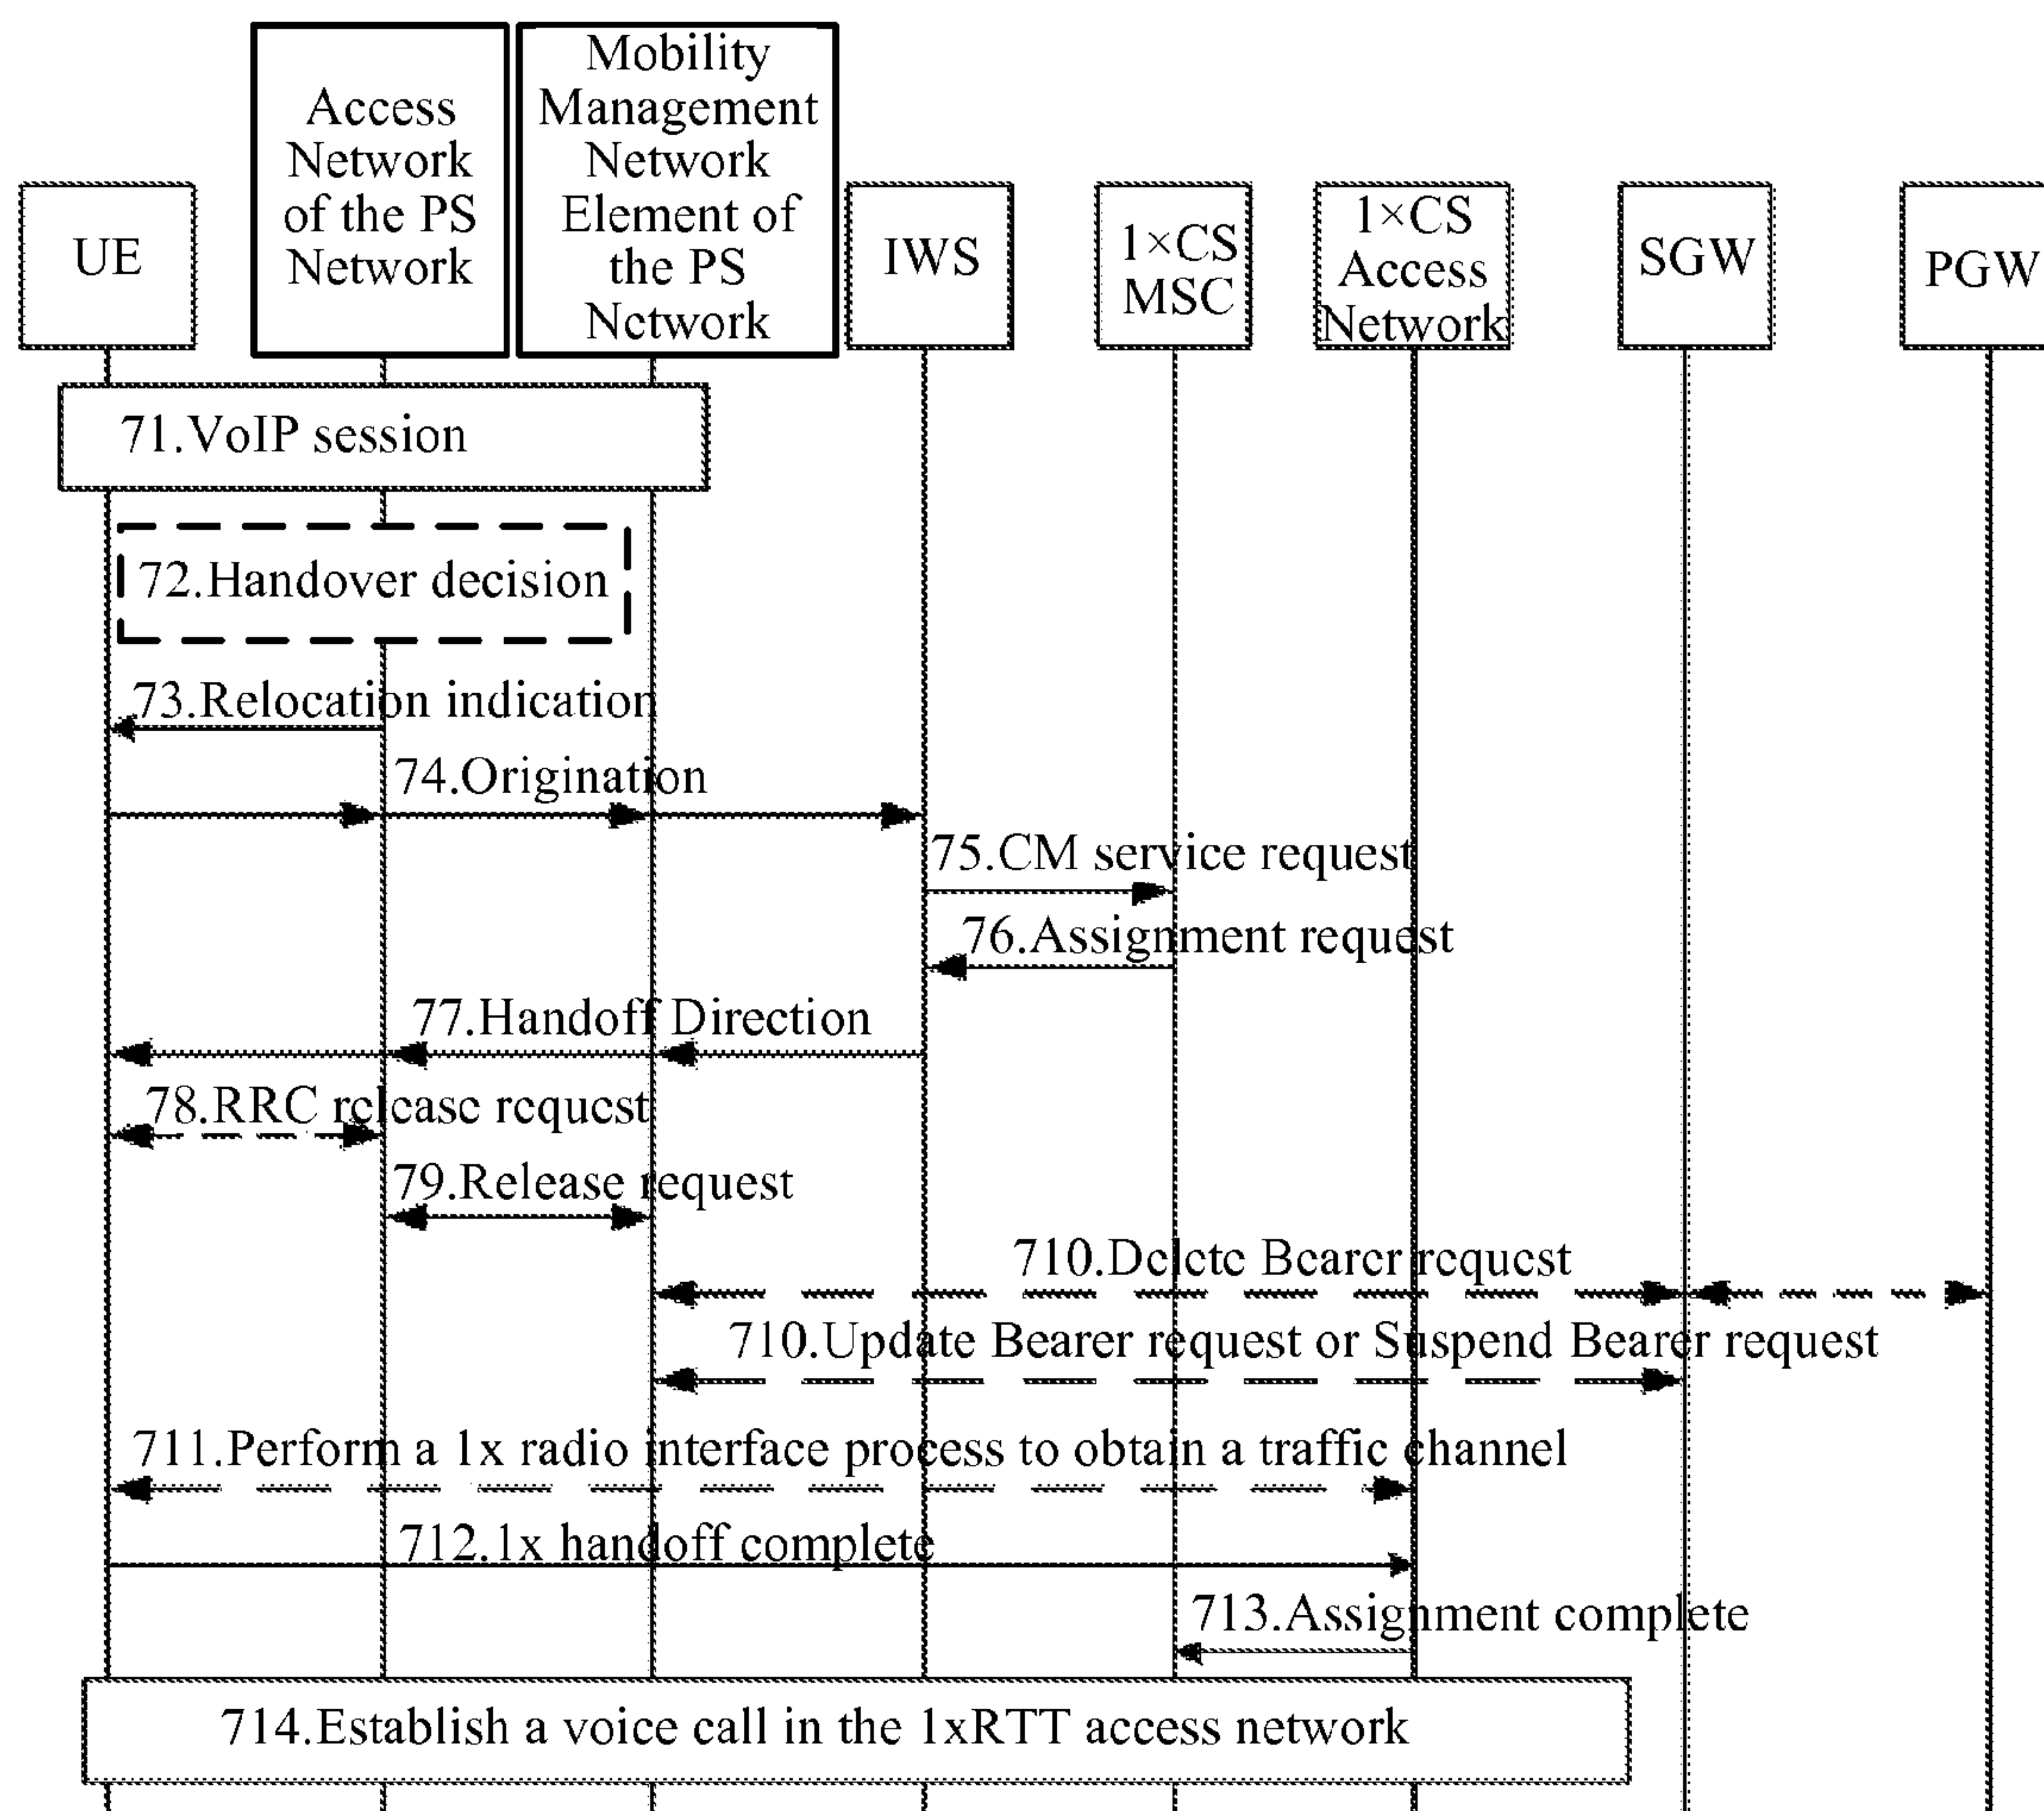 UE
Access
Network
of the PS
Network
Mobility
Management
Network
Element of
the PS
Network
IWS
1×CS
MSC
1×CS
Access
Network
SGW
PGW
71.VoIP session
72.Handover decision
73.Relocation indication
74.Origination
75.CM service request
76.Assignment request
77.Handoff Direction
78.RRC release request
79.Release request
710.Delete Bearer request
710.Update Bearer request or Suspend Bearer request
711.Perform a 1x radio interface process to obtain a traffic channel
712.1x handoff complete
713.Assignment complete
714.Establish a voice call in the 1xRTT access network